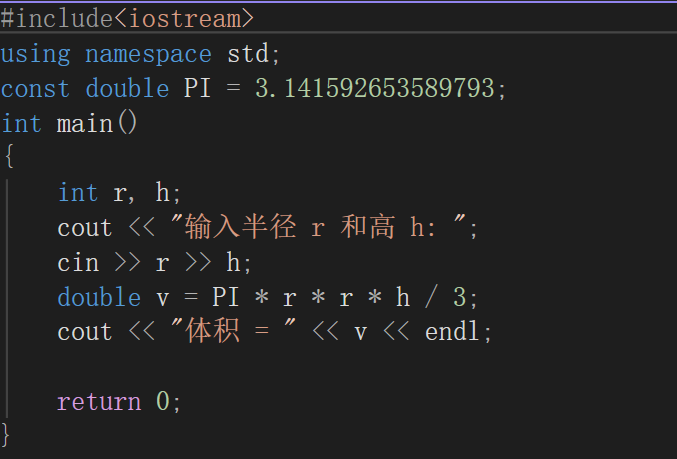 #include<iostream>
using namespace std;
const double PI = 3.141592653589793;
int main()
{
    int r, h;
    cout << "输入半径 r 和高 h: ";
    cin >> r >> h;
    double v = PI * r * r * h / 3;
    cout << "体积 = " << v << endl;

    return 0;
}